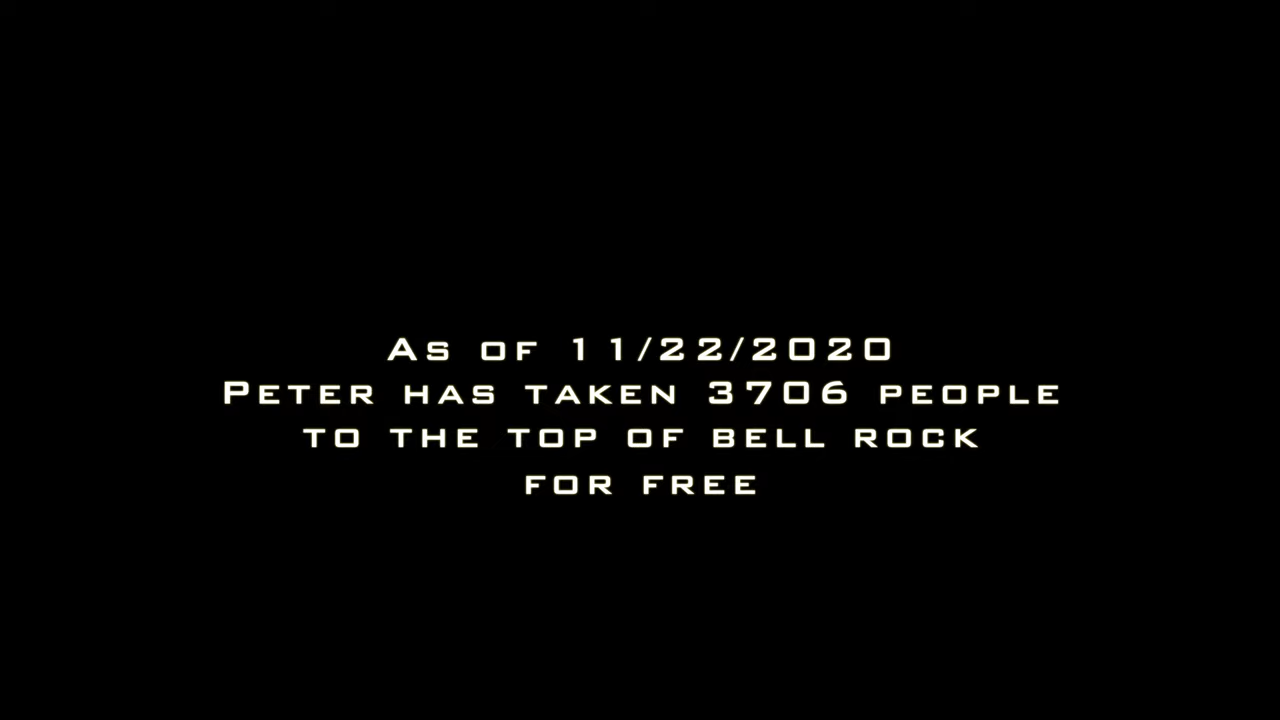 As of 11/22/2020
Peter has taken 3706 people
to the top of bell rock
for free